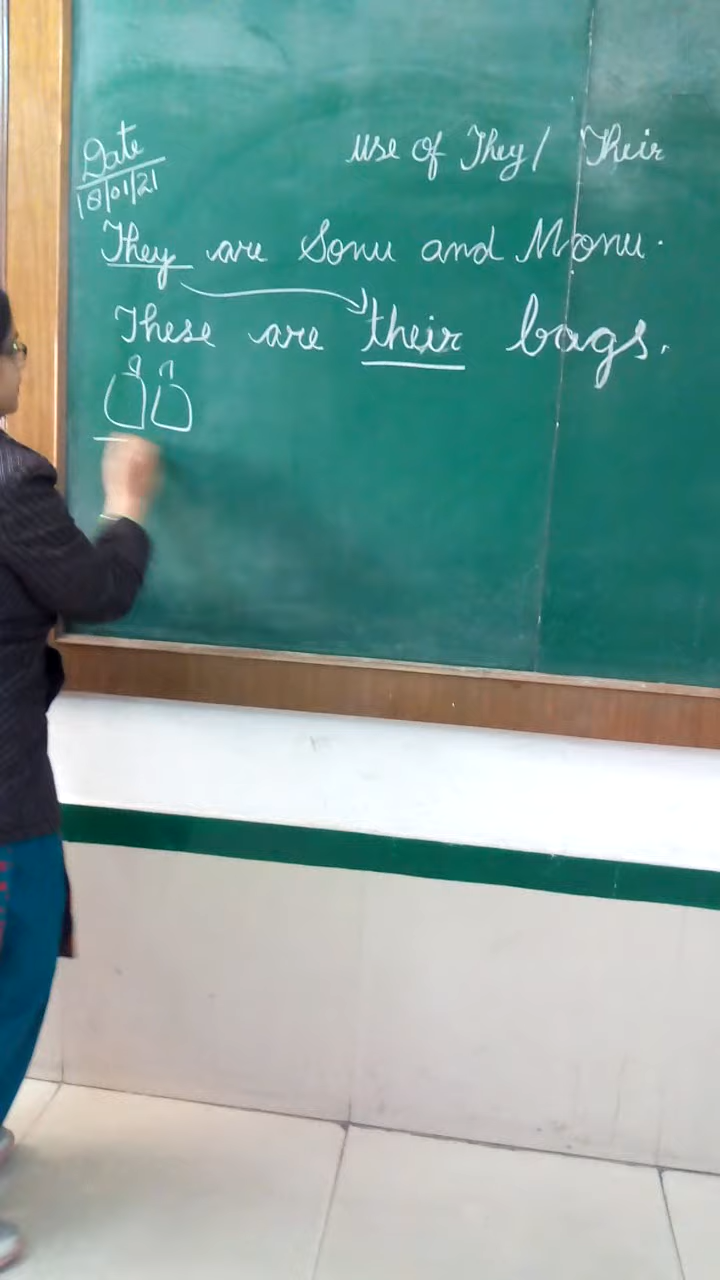 Date
18/01/21
use of They/ Their
They are Sonu and Monu.
These are their bags.